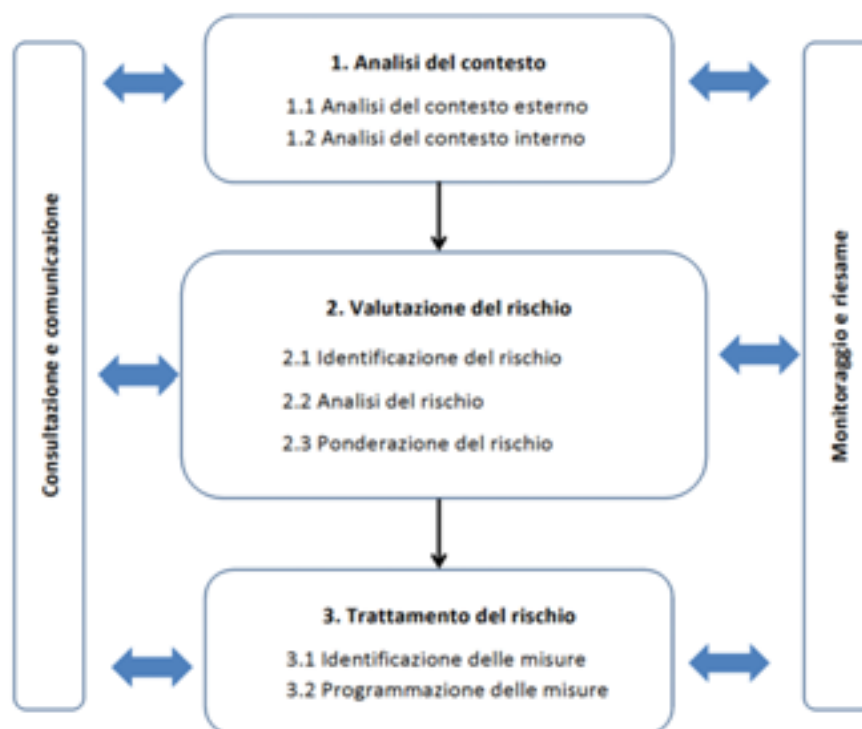 Consultazione e comunicazione
1. Analisi del contesto
1.1 Analisi del contesto esterno
1.2 Analisi del contesto interno
2. Valutazione del rischio
2.1 Identificazione del rischio
2.2 Analisi del rischio
2.3 Ponderazione del rischio
3. Trattamento del rischio
3.1 Identificazione delle misure
3.2 Programmazione delle misure
Monitoraggio e riesame